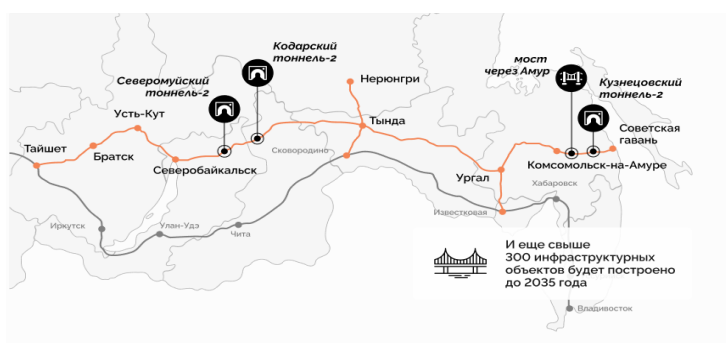 Кодарский
тоннель-2
мост
через Амур
Северомуйский
тоннель-2
Нерюнгри
Кузнецовский
тоннель-2
Усть-Кут
Тында
Советская
гавань
Тайшет
Братск
Сковородино
Северобайкальск
Ургал
Комсомольск-на-Амуре
Хабаровск
Иркутск
Улан-Удэ
Чита
Известковая
И еще свыше
300 инфраструктурных
объектов будет построено
до 2035 года
Владивосток